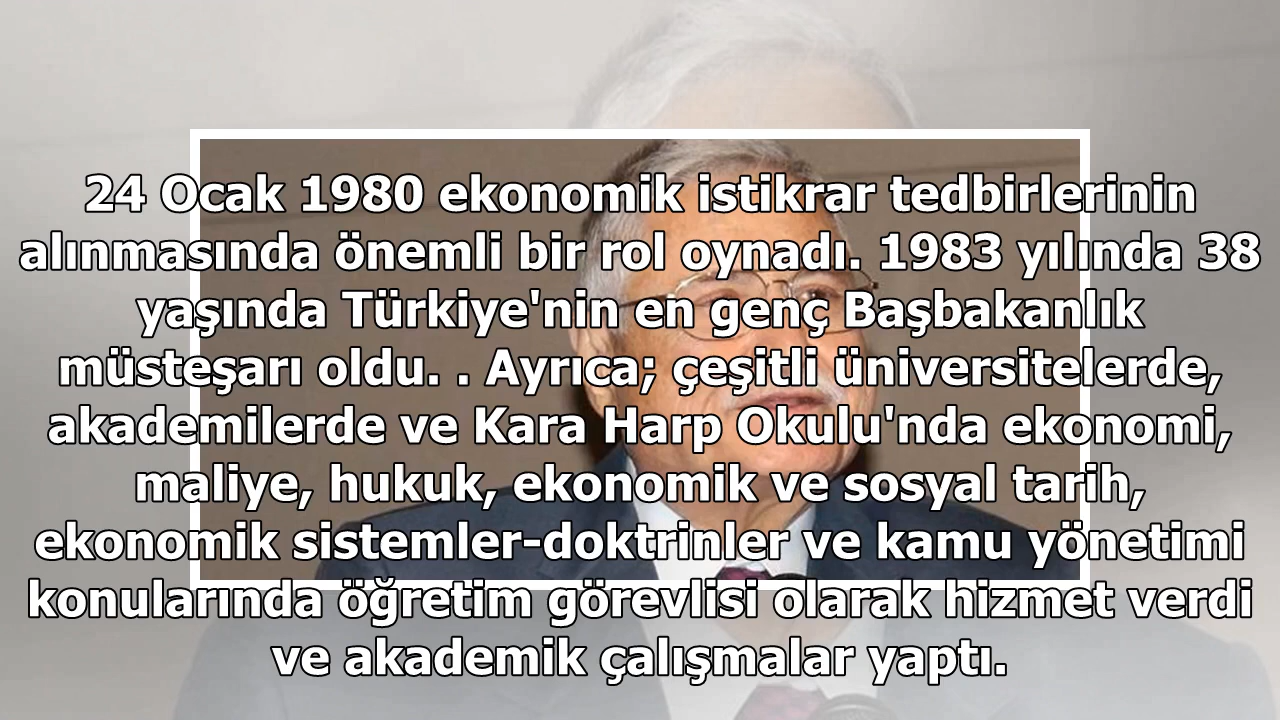 24 Ocak 1980 ekonomik istikrar tedbirlerinin
alınmasında önemli bir rol oynadı. 1983 yılında 38
yaşında Türkiye'nin en genç Başbakanlık
müsteşarı oldu. . Ayrıca; çeşitli üniversitelerde,
akademilerde ve Kara Harp Okulu'nda ekonomi,
maliye, hukuk, ekonomik ve sosyal tarih,
ekonomik sistemler-doktrinler ve kamu yönetimi
konularında öğretim görevlisi olarak hizmet verdi
ve akademik çalışmalar yaptı.